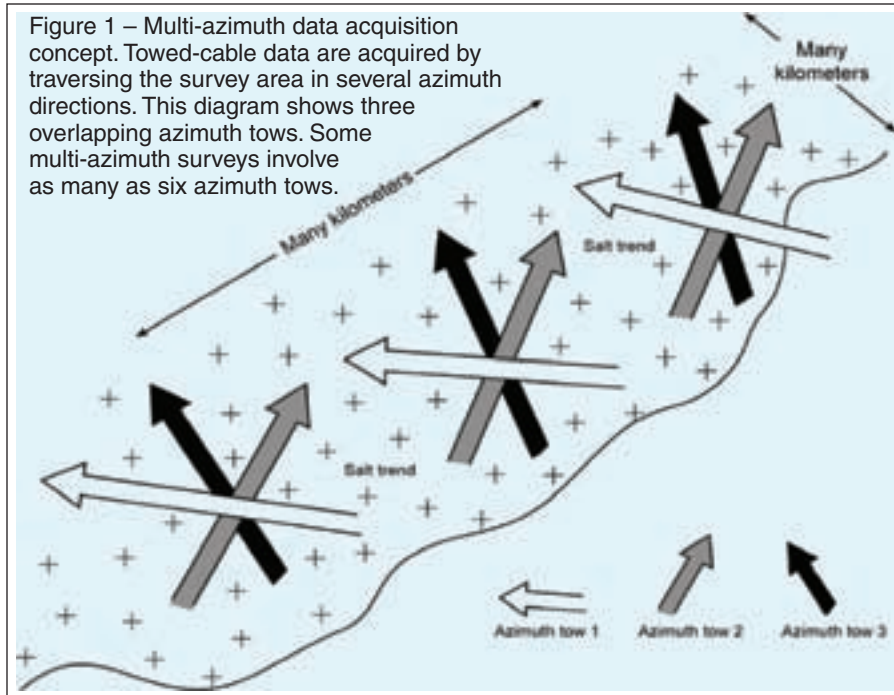 Figure 1 – Multi-azimuth data acquisition
concept. Towed-cable data are acquired by
traversing the survey area in several azimuth
directions. This diagram shows three
overlapping azimuth tows. Some
multi-azimuth surveys involve
as many as six azimuth tows.
Many
kilometers
Many kilometers
Salt trend
Salt trend
Azimuth tow 1
Azimuth tow 2
Azimuth tow 3